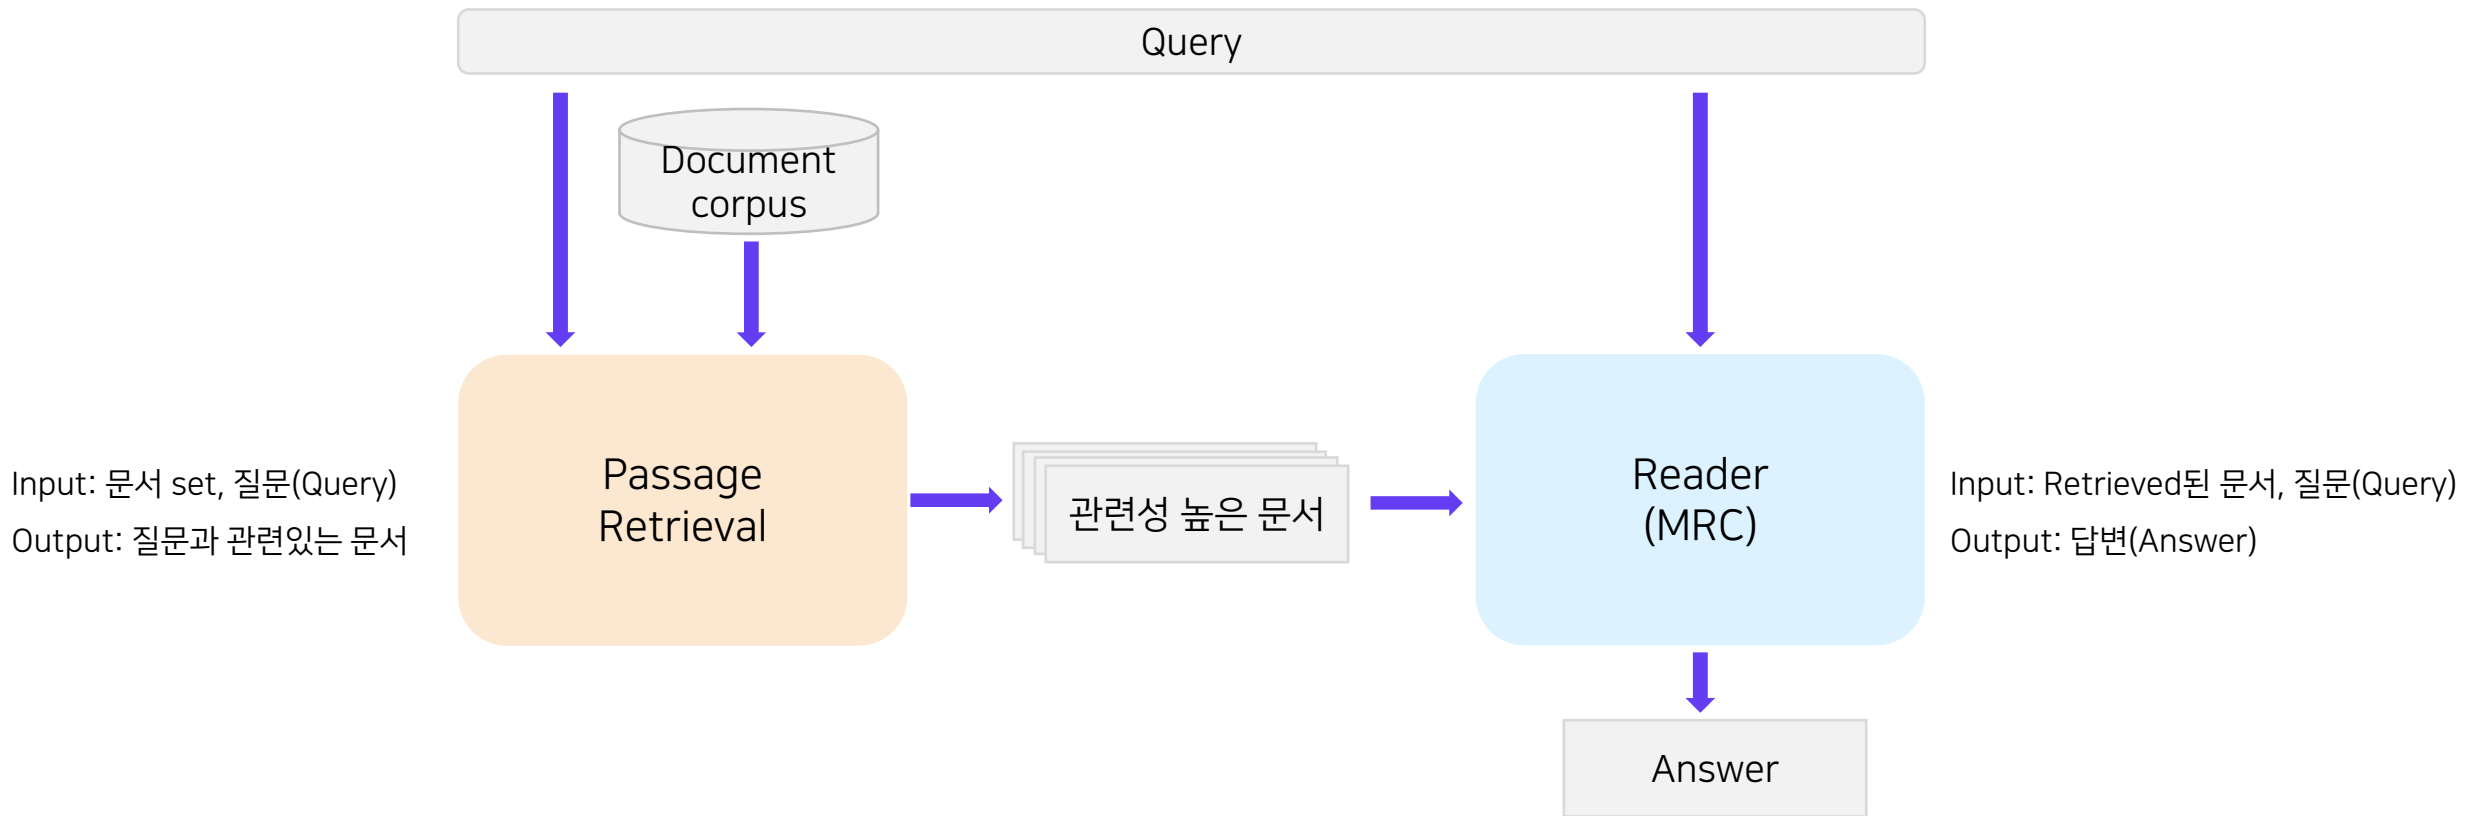 Query
Document
corpus
Input: 문서 set, 질문(Query)
Output: 질문과 관련있는 문서
Passage
Retrieval
관련성 높은 문서
Reader
(MRC)
Input: Retrieved된 문서, 질문(Query)
Output: 답변(Answer)
Answer